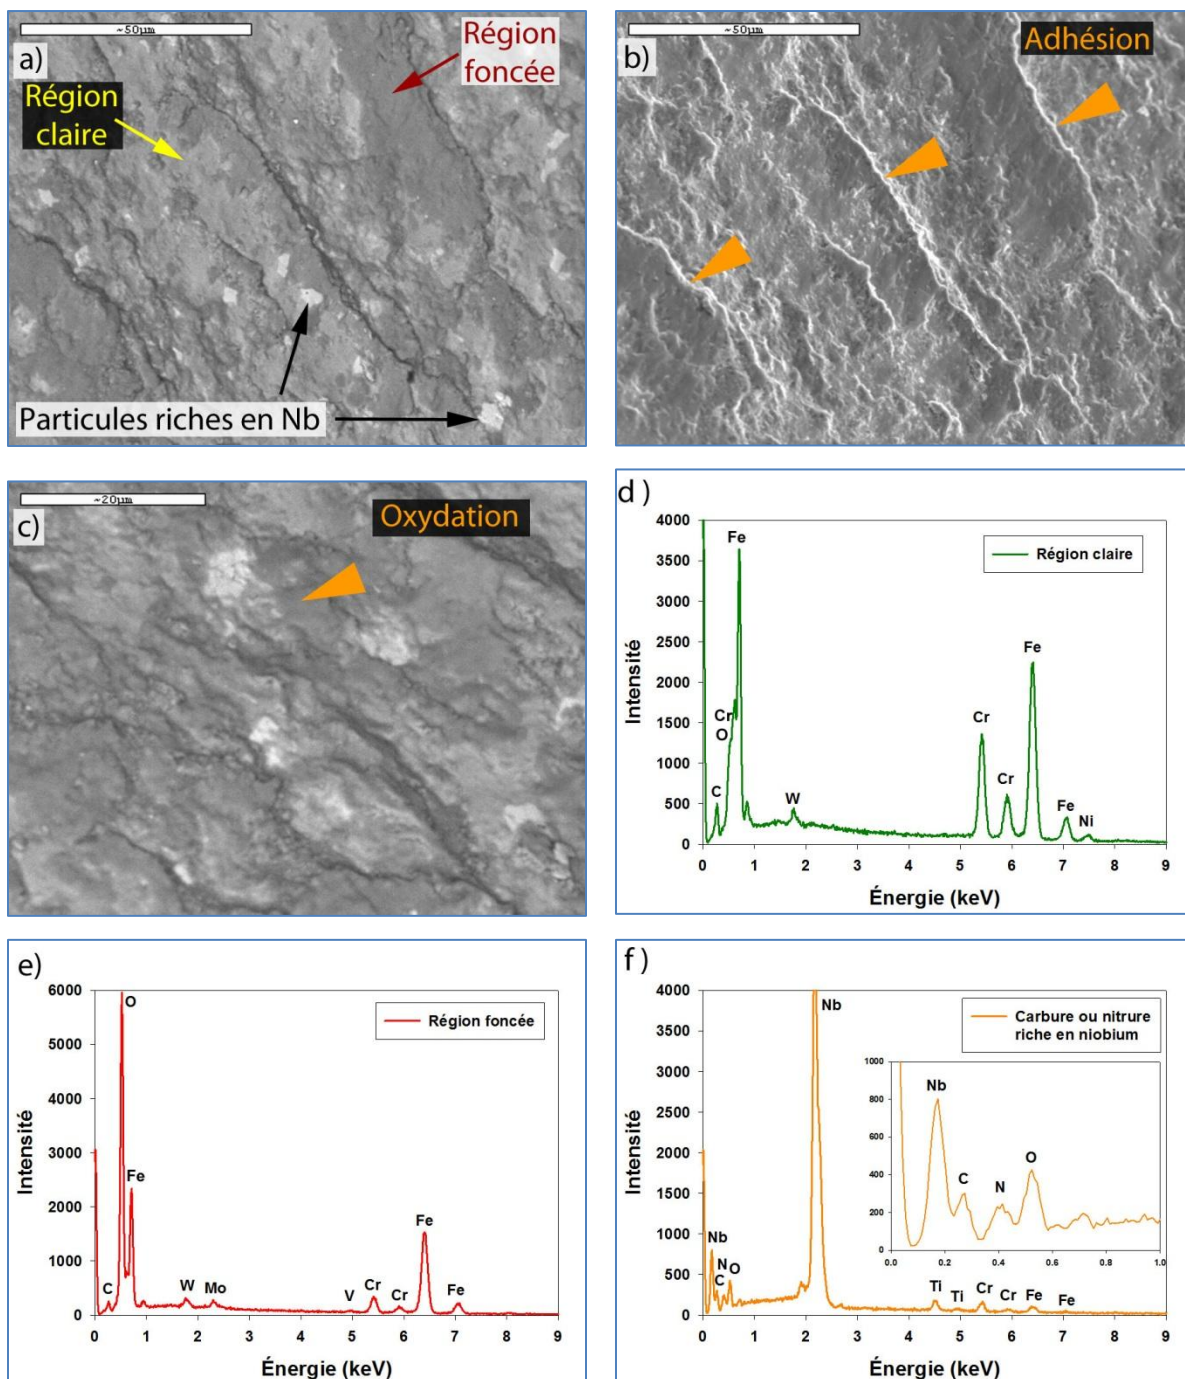 ~50µm
a)
Région
foncée
Région
claire
Particules riches en Nb
~50µm
b)
Adhésion
~20µm
c)
Oxydation
d )
4000
3500
3000
2500
2000
1500
1000
500
0
Intensité
Fe
Cr
O
C
W
Cr
Cr
Fe
Fe
Ni
Région claire
0 1 2 3 4 5 6 7 8 9
Énergie (keV)
e)
6000
5000
4000
3000
2000
1000
0
Intensité
O
Fe
C
W
Mo
V
Cr
Cr
Fe
Fe
Région foncée
0 1 2 3 4 5 6 7 8 9
Énergie (keV)
f )
4000
3500
3000
2500
2000
1500
1000
500
0
Intensité
Nb
Carbure ou nitrure
riche en niobium
1000
800
600
400
200
0
Nb
C
N
O
0.0 0.2 0.4 0.6 0.8 1.0
Nb
N
C
O
Ti
Ti
Cr
Cr
Fe
Fe
0 1 2 3 4 5 6 7 8 9
Énergie (keV)